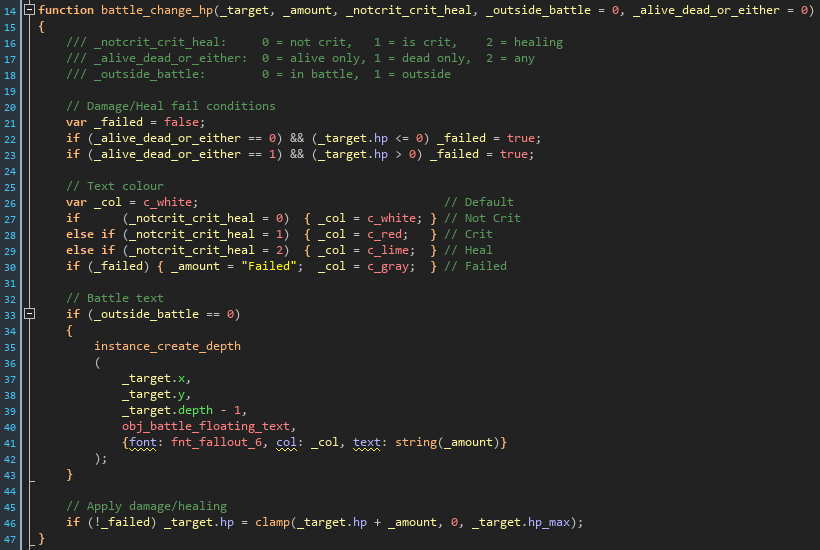 14 function battle_change_hp(_target, _amount, _notcrit_crit_heal, _outside_battle = 0, _alive_dead_or_either = 0)
15 {
16     /// _notcrit_crit_heal:     0 = not crit,   1 = is crit,    2 = healing
17     /// _alive_dead_or_either:  0 = alive only, 1 = dead only,  2 = any
18     /// _outside_battle:        0 = in battle,  1 = outside
19
20     // Damage/Heal fail conditions
21     var _failed = false;
22     if (_alive_dead_or_either == 0) && (_target.hp <= 0) _failed = true;
23     if (_alive_dead_or_either == 1) && (_target.hp > 0) _failed = true;
24
25     // Text colour
26     var _col = c_white;                                   // Default
27     if      (_notcrit_crit_heal = 0)  { _col = c_white; } // Not Crit
28     else if (_notcrit_crit_heal = 1)  { _col = c_red;   } // Crit
29     else if (_notcrit_crit_heal = 2)  { _col = c_lime;  } // Heal
30     if (_failed) { _amount = "Failed";  _col = c_gray;  } // Failed
31
32     // Battle text
33     if (_outside_battle == 0)
34     {
35         instance_create_depth
36         (
37             _target.x,
38             _target.y,
39             _target.depth - 1,
40             obj_battle_floating_text,
41             {font: fnt_fallout_6, col: _col, text: string(_amount)}
42         );
43     }
44
45     // Apply damage/healing
46     if (!_failed) _target.hp = clamp(_target.hp + _amount, 0, _target.hp_max);
47 }